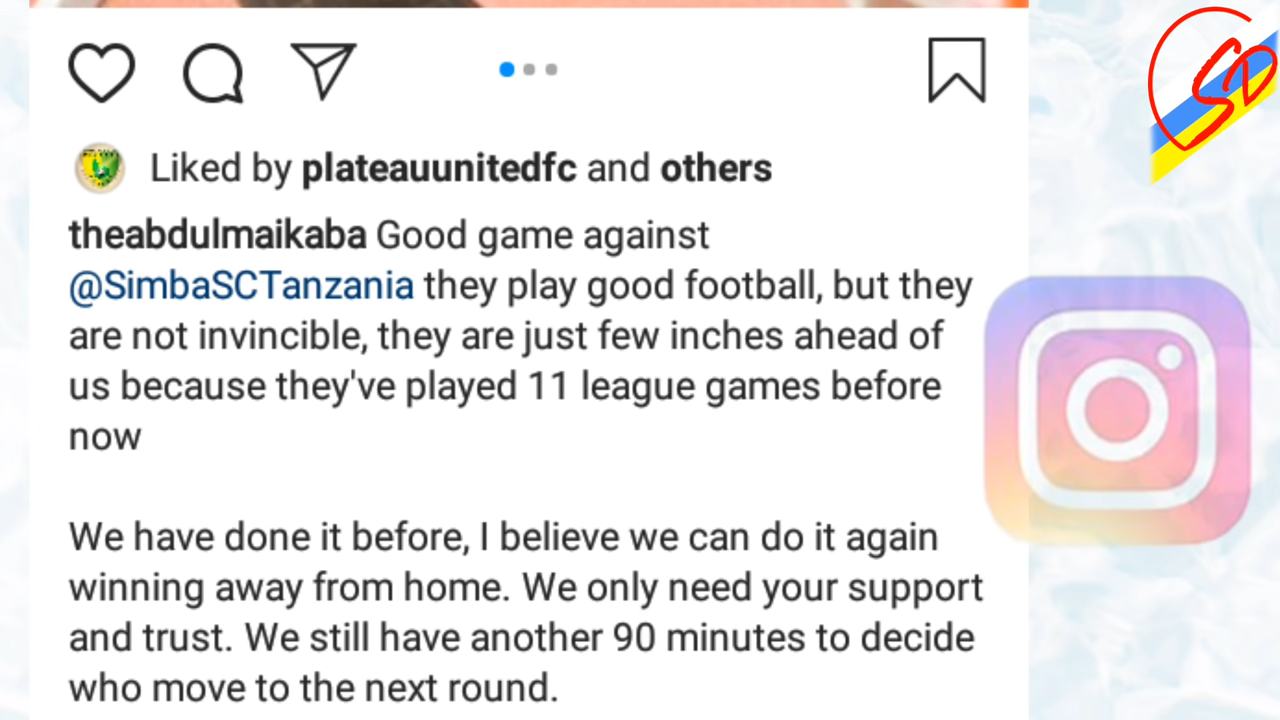 SD
Liked by plateauunitedfc and others
theabdulmaikaba Good game against
@SimbaSCTanzania they play good football, but they
are not invincible, they are just few inches ahead of
us because they've played 11 league games before
now
We have done it before, I believe we can do it again
winning away from home. We only need your support
and trust. We still have another 90 minutes to decide
who move to the next round.